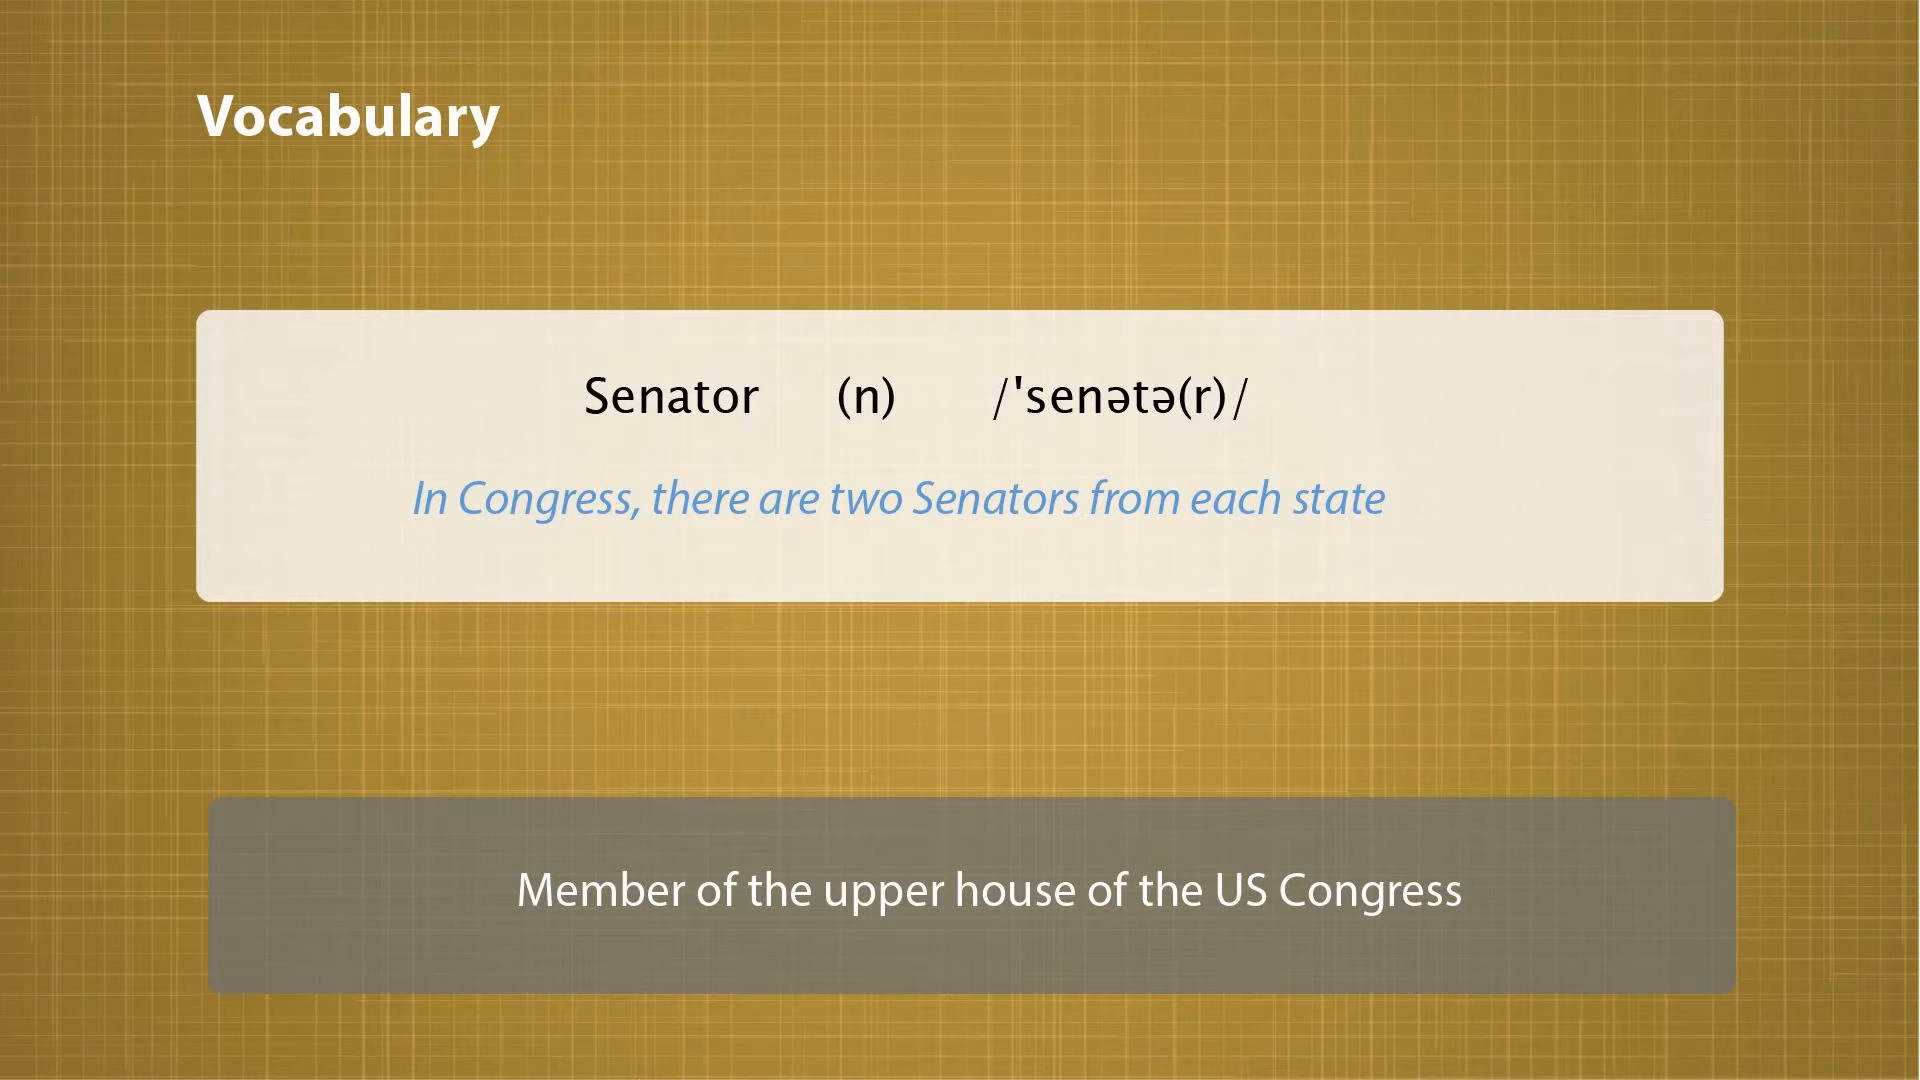 Vocabulary
Senator (n) /'senətə(r)/
In Congress, there are two Senators from each state
Member of the upper house of the US Congress